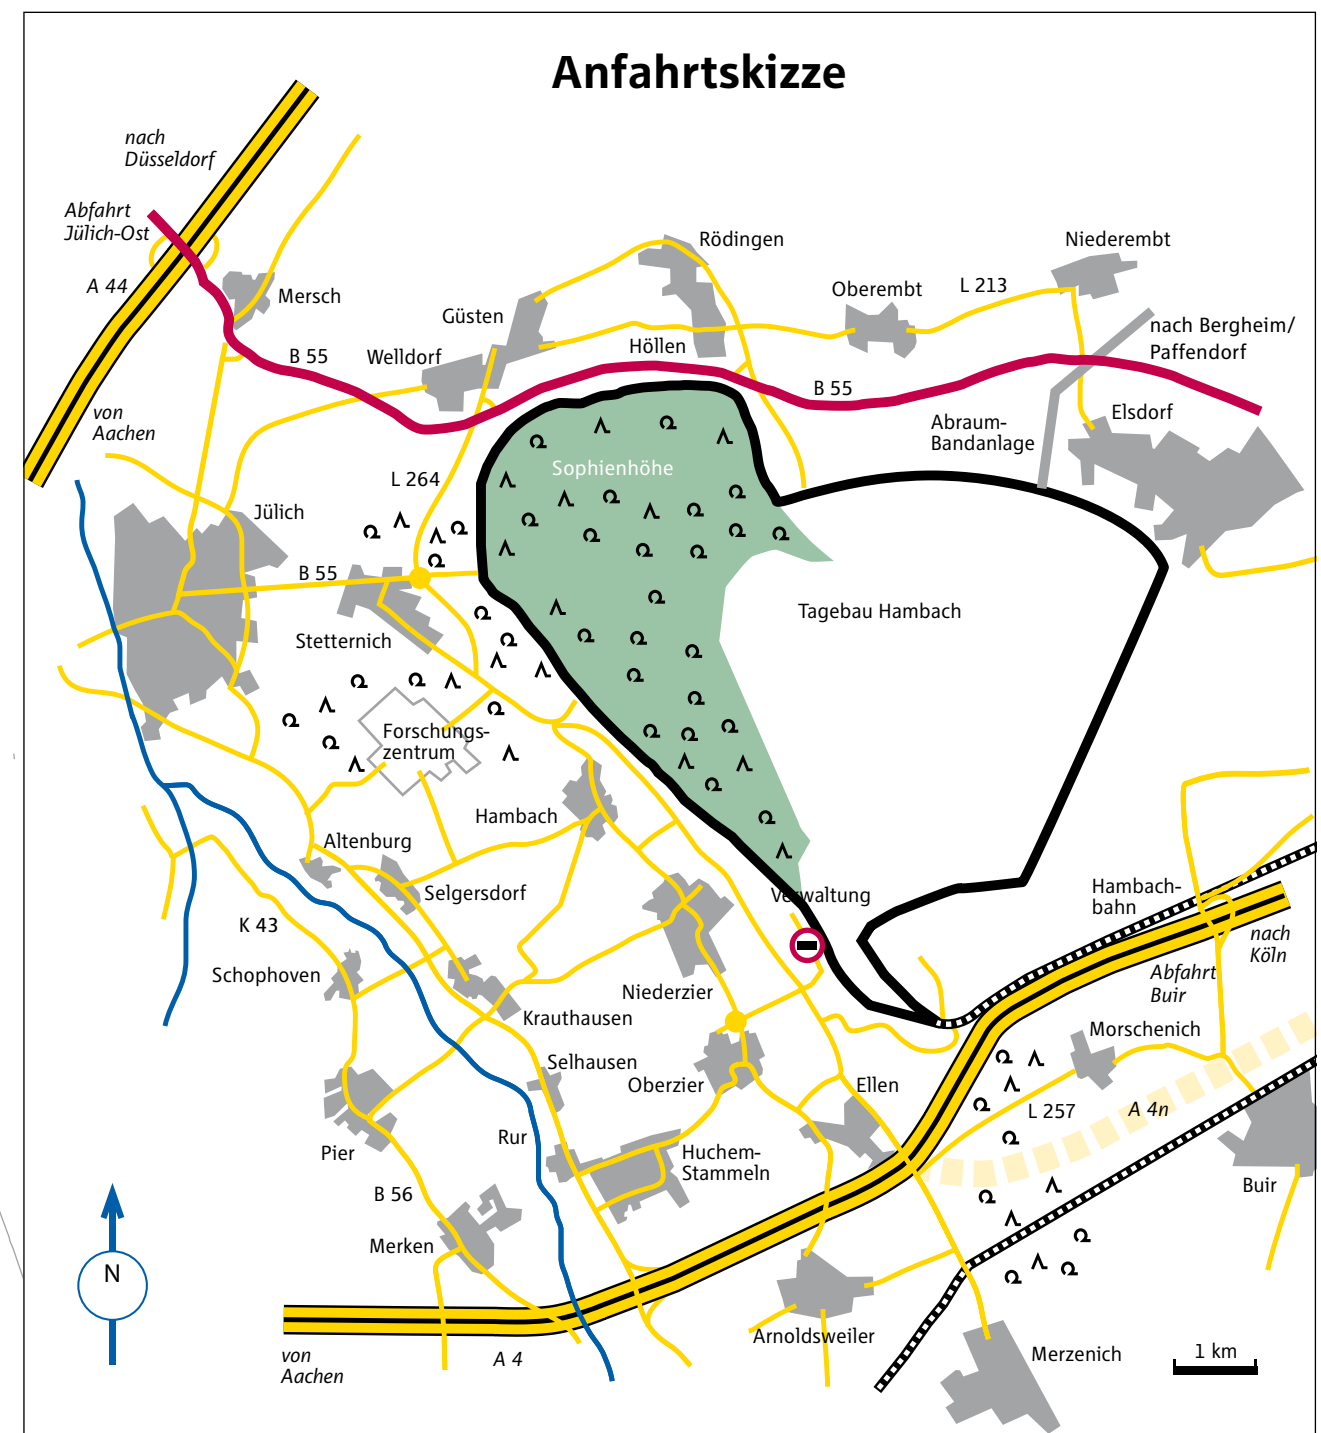 Anfahrtskizze
nach
Düsseldorf
Abfahrt
Jülich-Ost
A 44
Mersch
Rödingen
Niederembt
Oberembt
L 213
Güsten
Höllen
nach Bergheim/
Paffendorf
B 55
Welldorf
B 55
von
Aachen
Abraum-
Bandanlage
Elsdorf
Sophienhöhe
L 264
Jülich
B 55
Stetternich
Tagebau Hambach
Forschungs-
zentrum
Hambach
Altenburg
Selgersdorf
Verwaltung
Hambach-
bahn
K 43
nach
Köln
Schophoven
Abfahrt
Buir
Niederzier
Krauthausen
Morschenich
Selhausen
Oberzier
Ellen
L 257
A 4n
Rur
Pier
Huchem-
Stammeln
B 56
Buir
Merken
N
Arnoldsweiler
von
Aachen
A 4
Merzenich
1 km